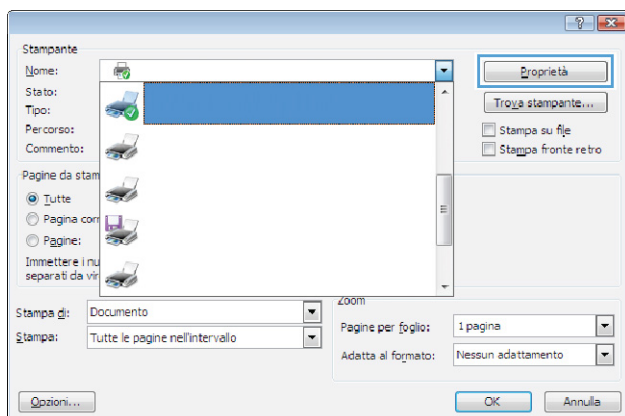 Stampante
Nome:
Proprietà
Stato:
Tipo:
Trova stampante...
Percorso:
Stampa su file
Commento:
Stampa fronte retro
Pagine da stam
Tutte
Pagina corr
Pagine:
Immettere i nu
separati da vir
Zoom
Stampa di:
Documento
Pagine per foglio:
1 pagina
Stampa:
Tutte le pagine nell'intervallo
Adatta al formato:
Nessun adattamento
Opzioni...
OK
Annulla